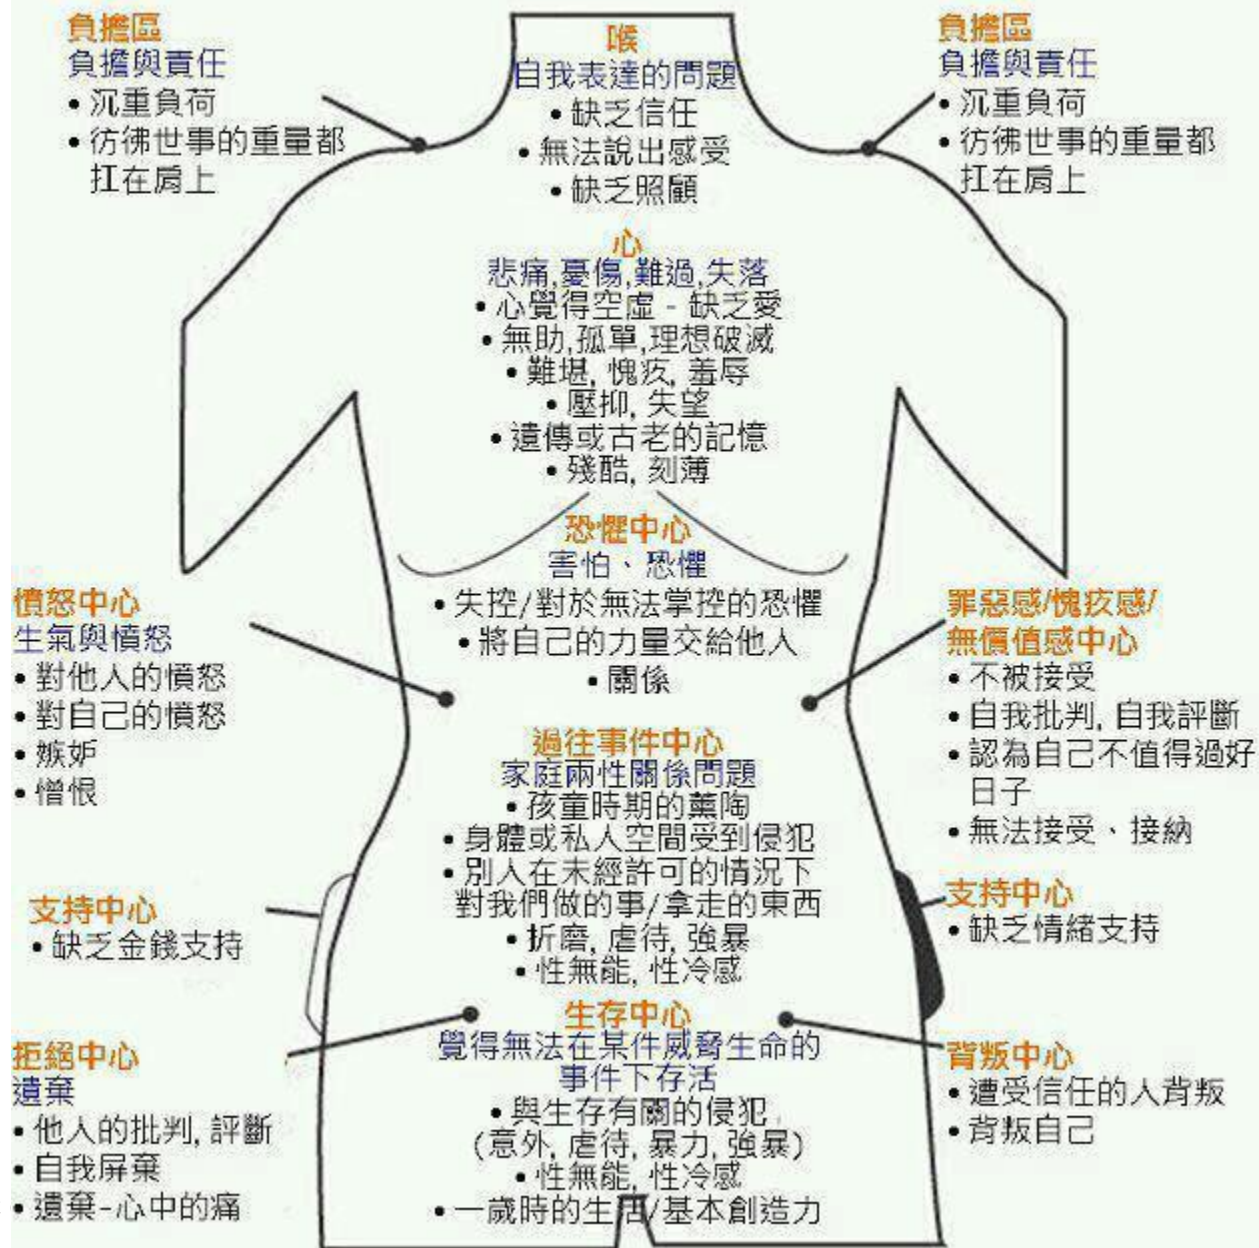 負擔區
負擔與責任
• 沉重負荷
• 彷彿世事的重量都
扛在肩上
喉
自我表達的問題
• 缺乏信任
• 無法說出感受
• 缺乏照顧
負擔區
負擔與責任
• 沉重負荷
• 彷彿世事的重量都
扛在肩上
心
悲痛,憂傷,難過,失落
• 心覺得空虛 - 缺乏愛
• 無助,孤單,理想破滅
• 難堪, 愧疚, 羞辱
• 壓抑, 失望
• 遺傳或古老的記憶
• 殘酷, 刻薄
恐懼中心
害怕、恐懼
• 失控/對於無法掌控的恐懼
• 將自己的力量交給他人
• 關係
憤怒中心
生氣與憤怒
• 對他人的憤怒
• 對自己的憤怒
• 嫉妒
• 憎恨
罪惡感/愧疚感/
無價值感中心
• 不被接受
• 自我批判, 自我評斷
• 認為自己不值得過好
日子
• 無法接受、接納
過往事件中心
家庭兩性關係問題
• 孩童時期的薰陶
• 身體或私人空間受到侵犯
• 別人在未經許可的情況下
對我們做的事/拿走的東西
• 折磨, 虐待, 強暴
• 性無能, 性冷感
支持中心
• 缺乏金錢支持
支持中心
• 缺乏情緒支持
生存中心
覺得無法在某件威脅生命的
事件下存活
• 與生存有關的侵犯
(意外, 虐待, 暴力, 強暴)
• 性無能, 性冷感
• 一歲時的生活/基本創造力
拒絕中心
遺棄
• 他人的批判, 評斷
• 自我屏棄
• 遺棄-心中的痛
背叛中心
• 遭受信任的人背叛
• 背叛自己